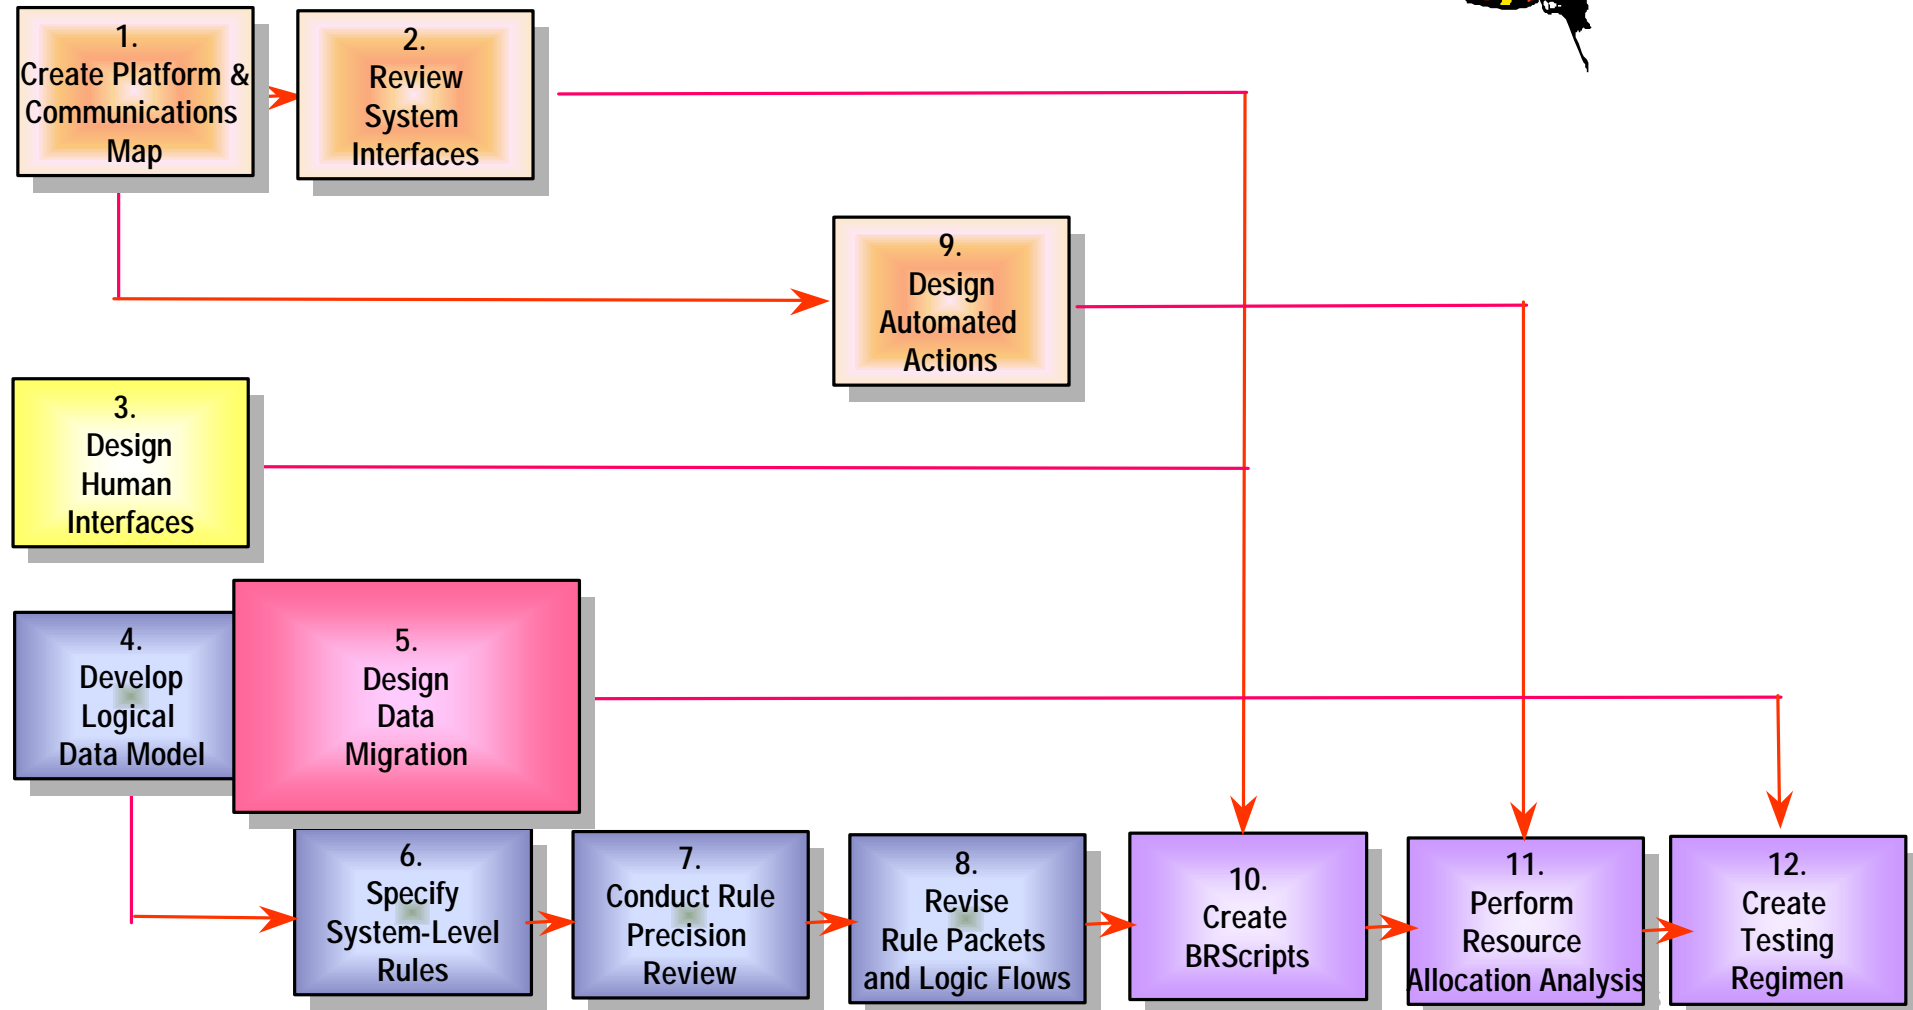 1.
Create Platform &
Communications
Map
2.
Review
System
Interfaces
9.
Design
Automated
Actions
3.
Design
Human
Interfaces
4.
Develop
Logical
Data Model
5.
Design
Data
Migration
6.
Specify
System-Level
Rules
7.
Conduct Rule
Precision
Review
8.
Revise
Rule Packets
and Logic Flows
10.
Create
BRScripts
11.
Perform
Resource
Allocation Analysis
12.
Create
Testing
Regimen